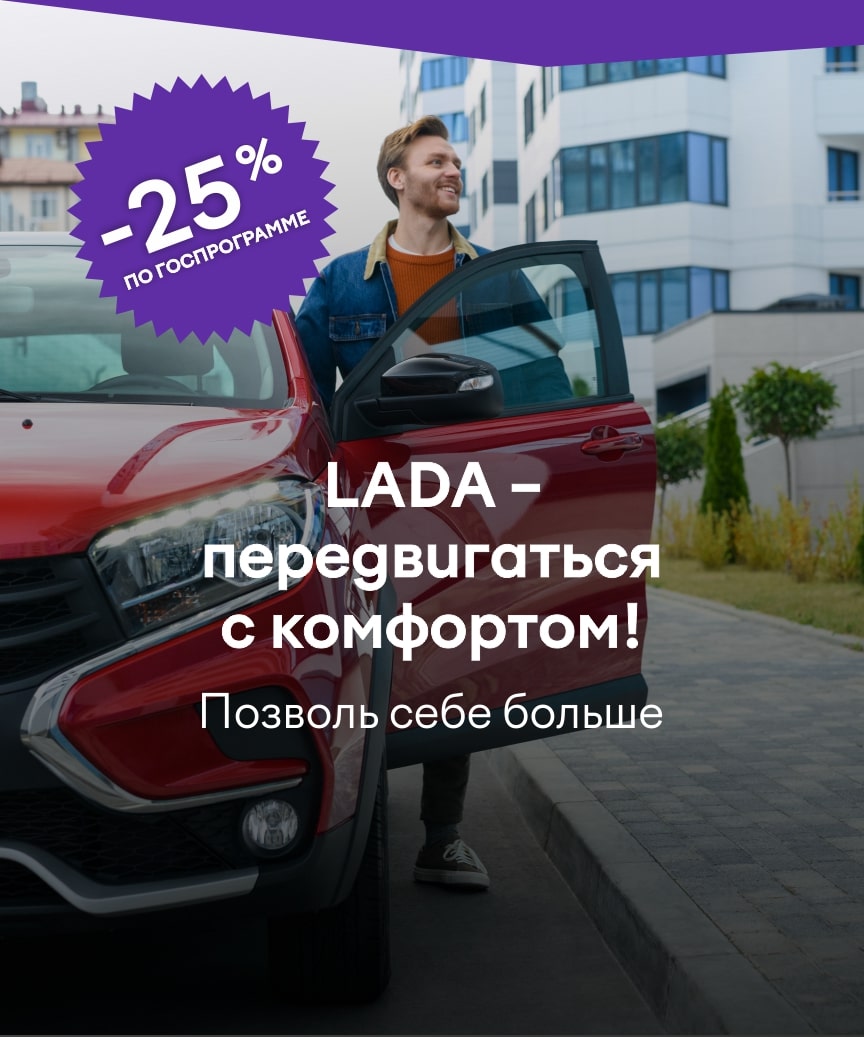 -25%
ПО ГОСПРОГРАММЕ
LADA –
передвигаться
с комфортом!
Позволь себе больше